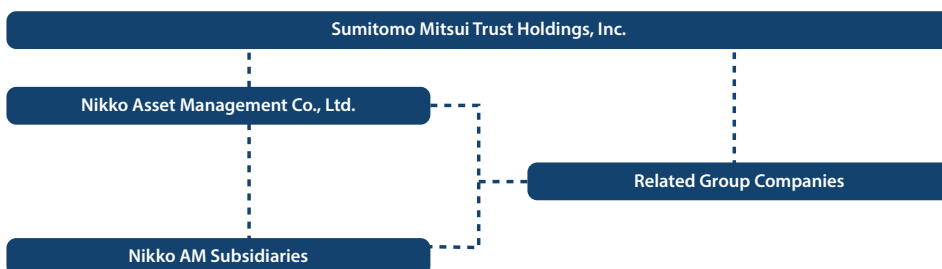 Sumitomo Mitsui Trust Holdings, Inc.
Nikko Asset Management Co., Ltd.
Related Group Companies
Nikko AM Subsidiaries